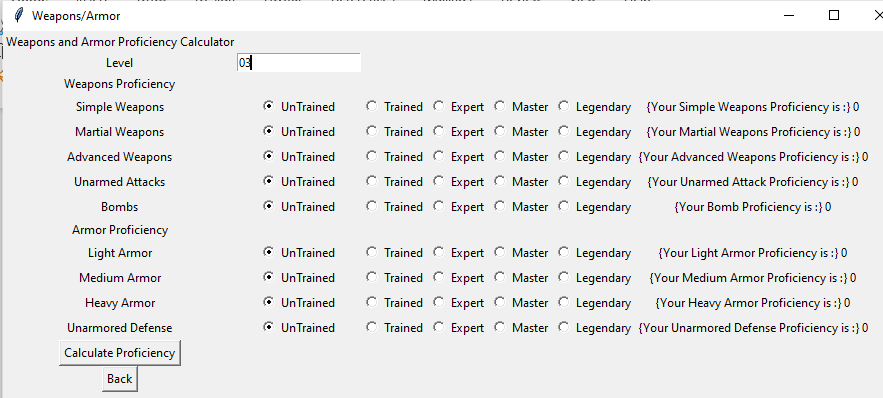 Weapons/Armor
Weapons and Armor Proficiency Calculator
Level 03
Weapons Proficiency
Simple Weapons UnTrained Trained Expert Master Legendary {Your Simple Weapons Proficiency is :} 0
Martial Weapons UnTrained Trained Expert Master Legendary {Your Martial Weapons Proficiency is :} 0
Advanced Weapons UnTrained Trained Expert Master Legendary {Your Advanced Weapons Proficiency is :} 0
Unarmed Attacks UnTrained Trained Expert Master Legendary {Your Unarmed Attack Proficiency is :} 0
Bombs UnTrained Trained Expert Master Legendary {Your Bomb Proficiency is :} 0
Armor Proficiency
Light Armor UnTrained Trained Expert Master Legendary {Your Light Armor Proficiency is :} 0
Medium Armor UnTrained Trained Expert Master Legendary {Your Medium Armor Proficiency is :} 0
Heavy Armor UnTrained Trained Expert Master Legendary {Your Heavy Armor Proficiency is :} 0
Unarmored Defense UnTrained Trained Expert Master Legendary {Your Unarmored Defense Proficiency is :} 0
Calculate Proficiency
Back